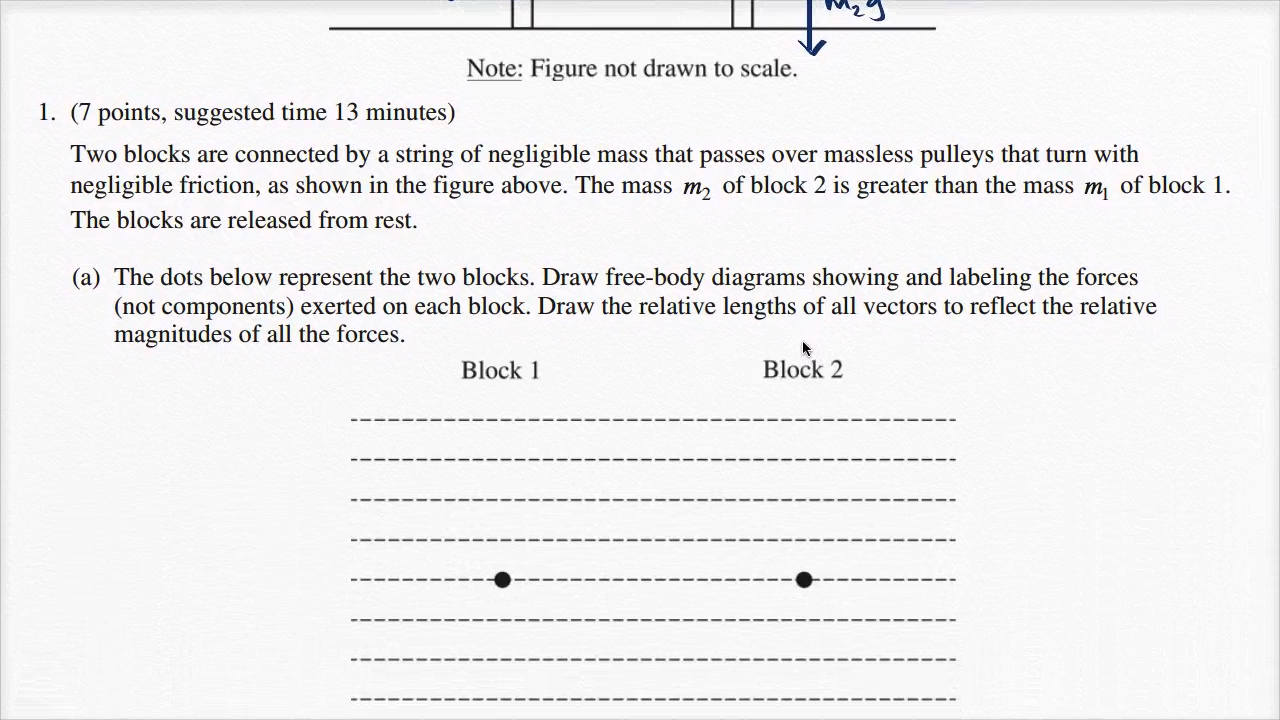 m₂g
Note: Figure not drawn to scale.
1. (7 points, suggested time 13 minutes)
Two blocks are connected by a string of negligible mass that passes over massless pulleys that turn with
negligible friction, as shown in the figure above. The mass m₂ of block 2 is greater than the mass m₁ of block 1.
The blocks are released from rest.
(a) The dots below represent the two blocks. Draw free-body diagrams showing and labeling the forces
(not components) exerted on each block. Draw the relative lengths of all vectors to reflect the relative
magnitudes of all the forces.
Block 1 Block 2